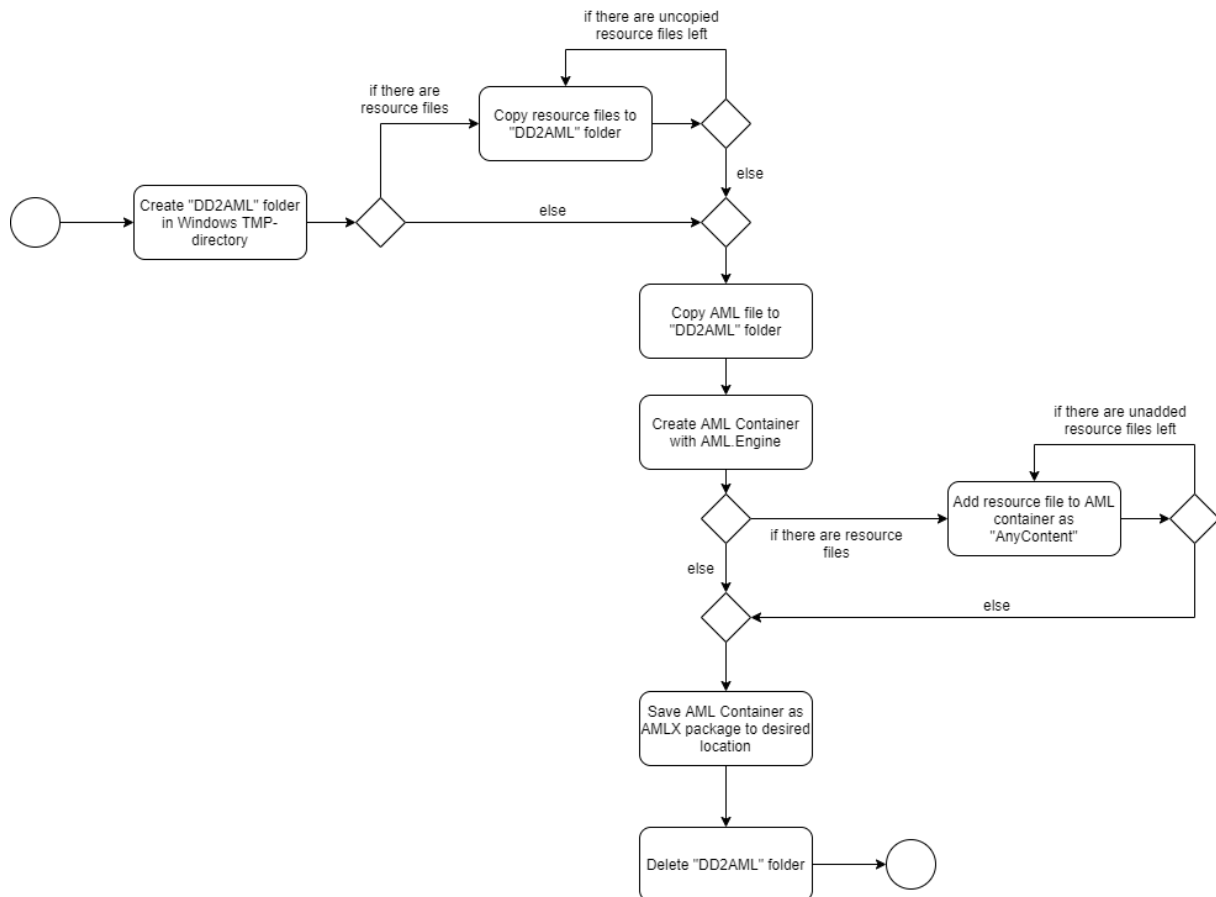 if there are uncopied
resource files left
if there are
resource files
Copy resource files to
"DD2AML" folder
else
Create "DD2AML" folder
in Windows TMP-
directory
else
Copy AML file to
"DD2AML" folder
Create AML Container
with AML.Engine
if there are unadded
resource files left
Add resource file to AML
container as
"AnyContent"
if there are resource
files
else
else
Save AML Container as
AMLX package to desired
location
Delete "DD2AML" folder